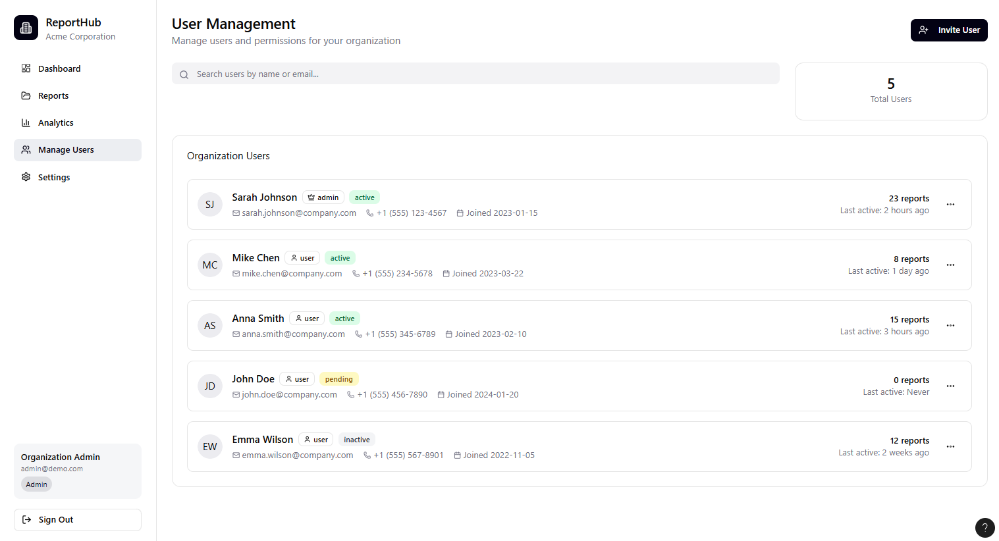 ReportHub
Acme Corporation
Dashboard
Reports
Analytics
Manage Users
Settings
Organization Admin
admin@demo.com
Admin
Sign Out
User Management
Manage users and permissions for your organization
Invite User
Search users by name or email...
5
Total Users
Organization Users
SJ
Sarah Johnson admin active
sarah.johnson@company.com +1 (555) 123-4567 Joined 2023-01-15
23 reports
Last active: 2 hours ago
MC
Mike Chen user active
mike.chen@company.com +1 (555) 234-5678 Joined 2023-03-22
8 reports
Last active: 1 day ago
AS
Anna Smith user active
anna.smith@company.com +1 (555) 345-6789 Joined 2023-02-10
15 reports
Last active: 3 hours ago
JD
John Doe user pending
john.doe@company.com +1 (555) 456-7890 Joined 2024-01-20
0 reports
Last active: Never
EW
Emma Wilson user inactive
emma.wilson@company.com +1 (555) 567-8901 Joined 2022-11-05
12 reports
Last active: 2 weeks ago
?